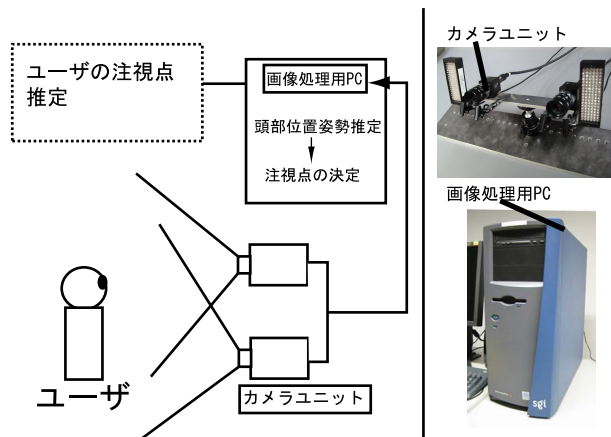 ユーザの注視点
推定
画像処理用PC
頭部位置姿勢推定
注視点の決定
ユーザ
カメラユニット
カメラユニット
画像処理用PC
sgi